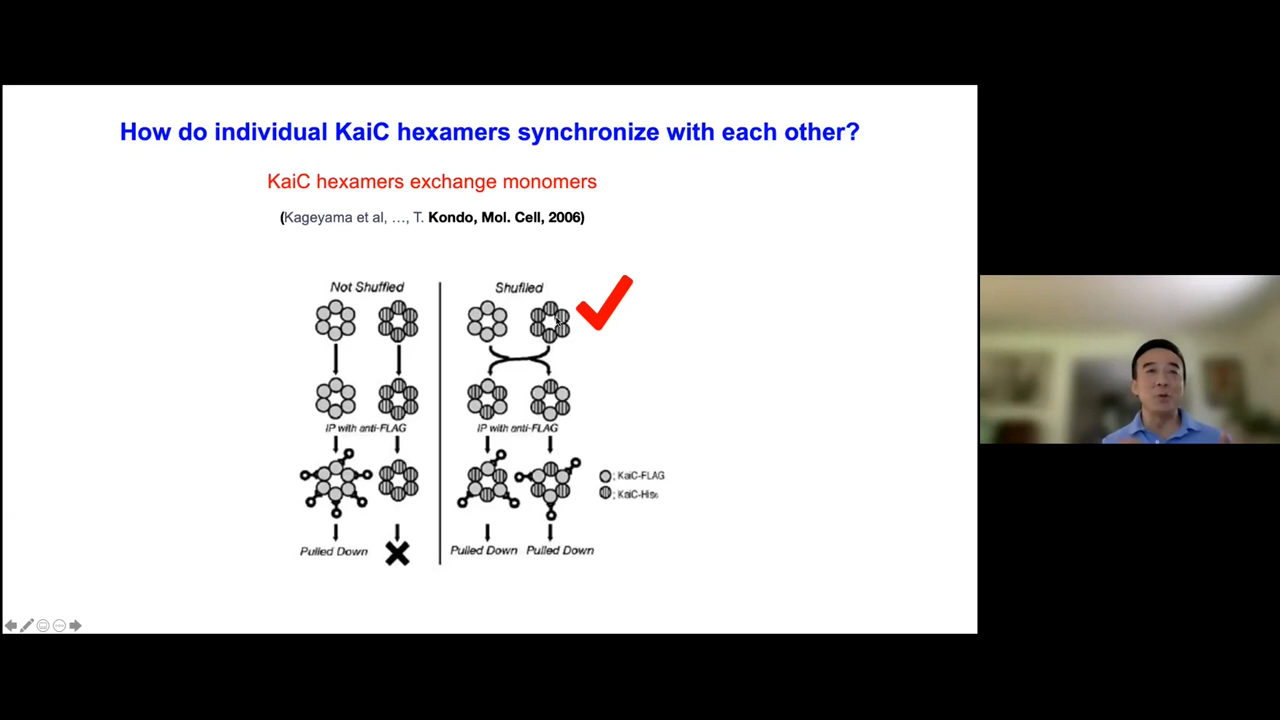 How do individual KaiC hexamers synchronize with each other?
KaiC hexamers exchange monomers
(Kageyama et al, …, T. Kondo, Mol. Cell, 2006)
Not Shuffled
Shuffled
IP with anti-FLAG
IP with anti-FLAG
: KaiC-FLAG
: KaiC-His₆
Pulled Down
Pulled Down
Pulled Down